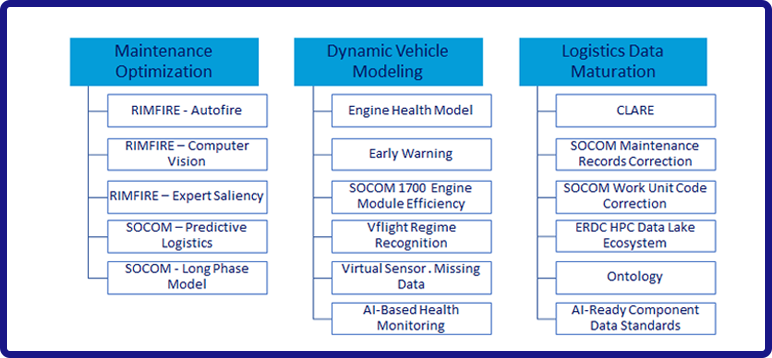 Maintenance
Optimization
RIMFIRE - Autofire
RIMFIRE – Computer
Vision
RIMFIRE – Expert Saliency
SOCOM – Predictive
Logistics
SOCOM - Long Phase
Model
Dynamic Vehicle
Modeling
Engine Health Model
Early Warning
SOCOM 1700 Engine
Module Efficiency
Vflight Regime
Recognition
Virtual Sensor . Missing
Data
AI-Based Health
Monitoring
Logistics Data
Maturation
CLARE
SOCOM Maintenance
Records Correction
SOCOM Work Unit Code
Correction
ERDC HPC Data Lake
Ecosystem
Ontology
AI-Ready Component
Data Standards